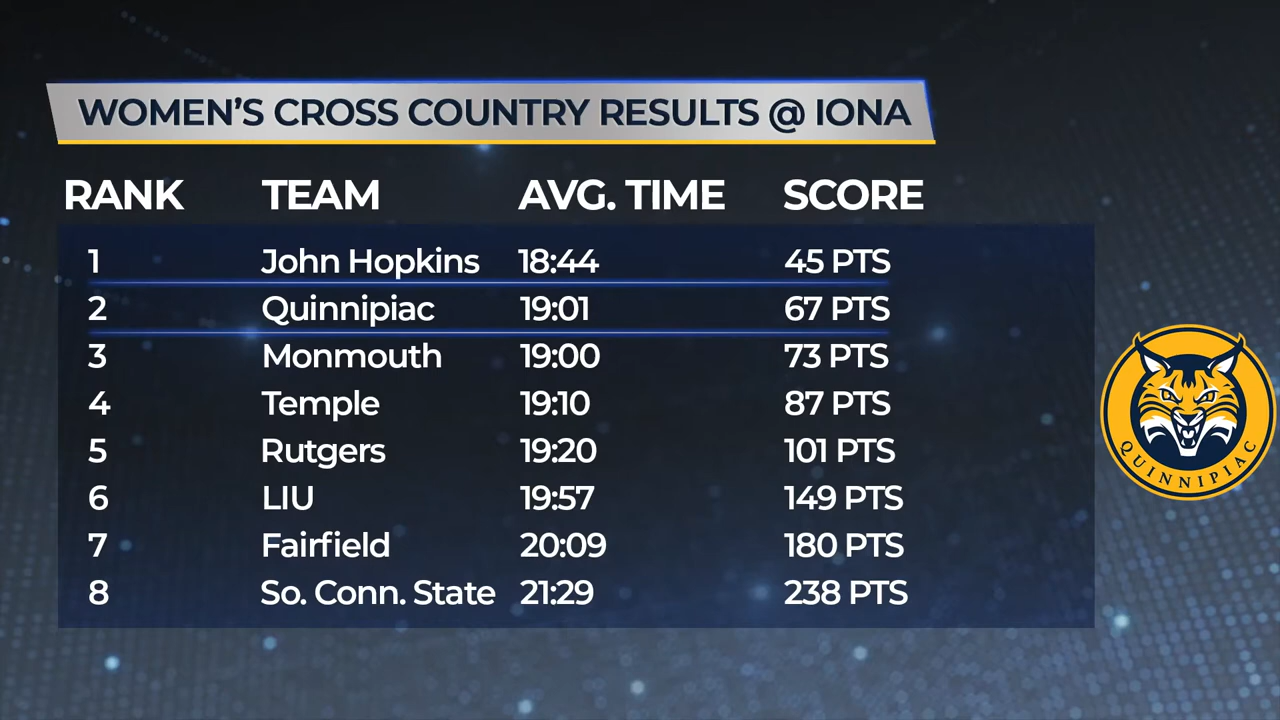 WOMEN'S CROSS COUNTRY RESULTS @ IONA
RANK TEAM AVG. TIME SCORE
1 John Hopkins 18:44 45 PTS
2 Quinnipiac 19:01 67 PTS
3 Monmouth 19:00 73 PTS
4 Temple 19:10 87 PTS
5 Rutgers 19:20 101 PTS
6 LIU 19:57 149 PTS
7 Fairfield 20:09 180 PTS
8 So. Conn. State 21:29 238 PTS
QUINNIPIAC